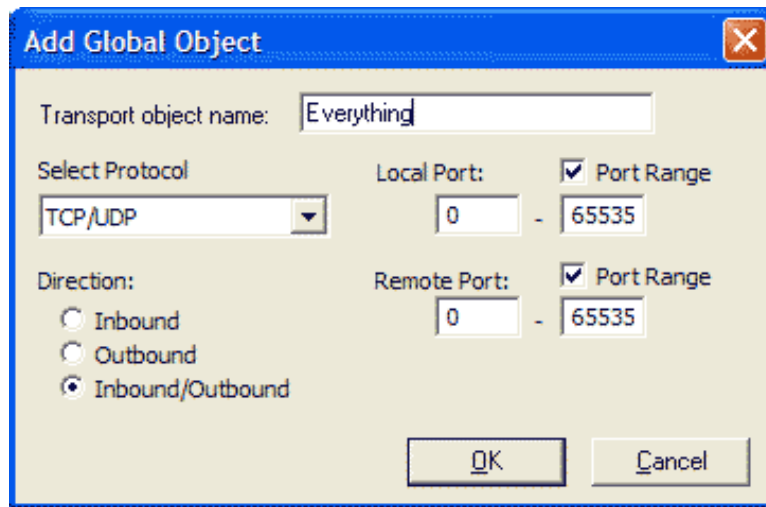 Add Global Object
Transport object name: Everything
Select Protocol Local Port: Port Range
TCP/UDP 0 - 65535
Direction: Remote Port: Port Range
Inbound 0 - 65535
Outbound
Inbound/Outbound
OK Cancel